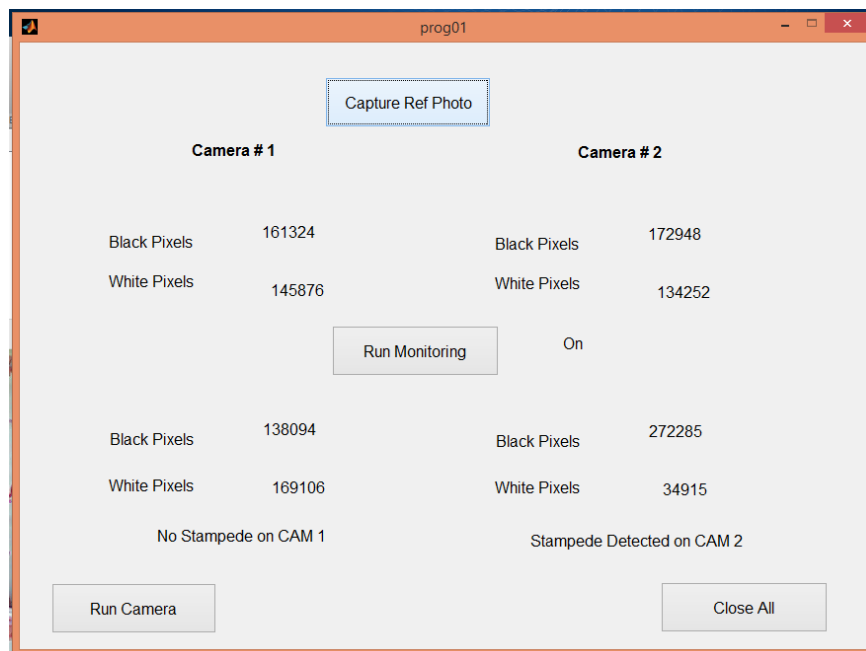 prog01
Capture Ref Photo
Camera # 1
Camera # 2
Black Pixels 161324
Black Pixels 172948
White Pixels 145876
White Pixels 134252
Run Monitoring On
Black Pixels 138094
Black Pixels 272285
White Pixels 169106
White Pixels 34915
No Stampede on CAM 1
Stampede Detected on CAM 2
Run Camera
Close All